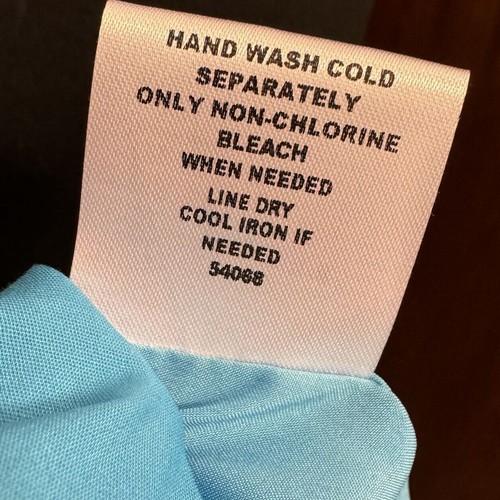 HAND WASH COLD
SEPARATELY
ONLY NON-CHLORINE
BLEACH
WHEN NEEDED
LINE DRY
COOL IRON IF
NEEDED
54068